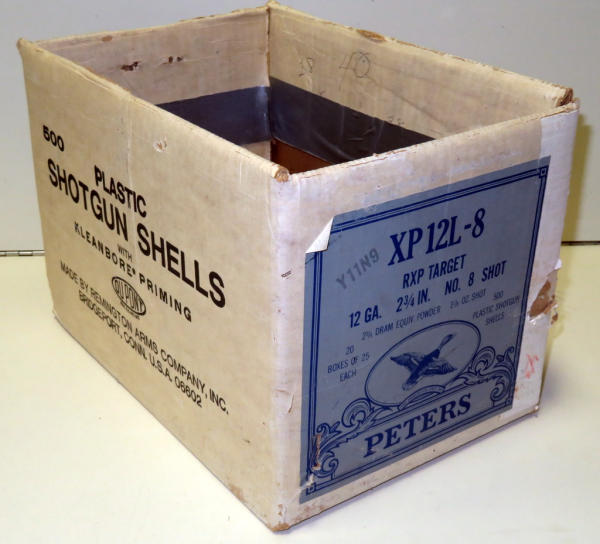 500
PLASTIC
SHOTGUN SHELLS
WITH
KLEANBORE® PRIMING
DU PONT
MADE BY REMINGTON ARMS COMPANY, INC.
BRIDGEPORT, CONN. U.S.A. 06602
Y11N9
XP12L-8
RXP TARGET
12 GA. 2¾ IN. NO. 8 SHOT
2¾ DRAM EQUIV. POWDER 1⅛ OZ. SHOT
20
BOXES OF 25
EACH
500
PLASTIC SHOTGUN
SHELLS
PETERS